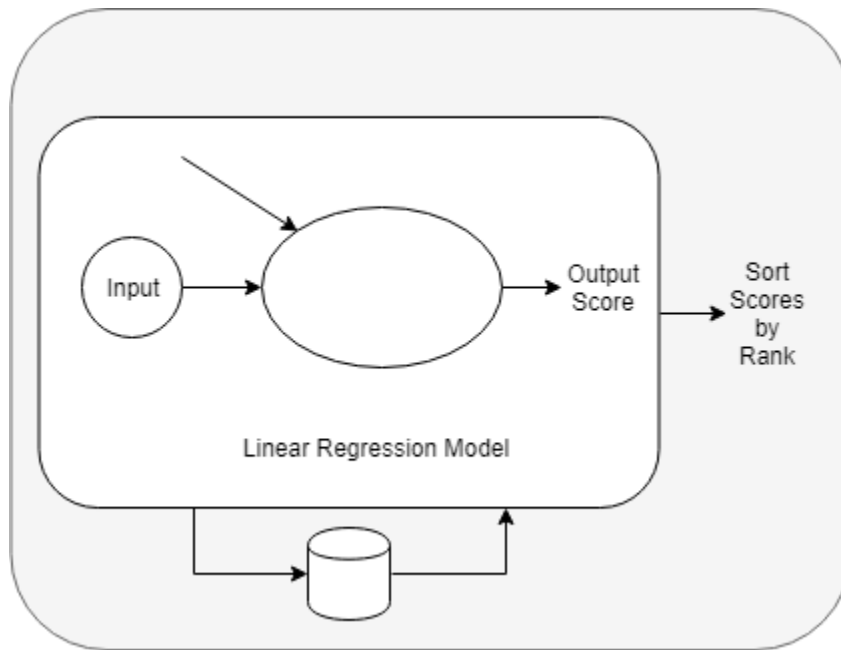 Input
Output
Score
Sort
Scores
by
Rank
Linear Regression Model